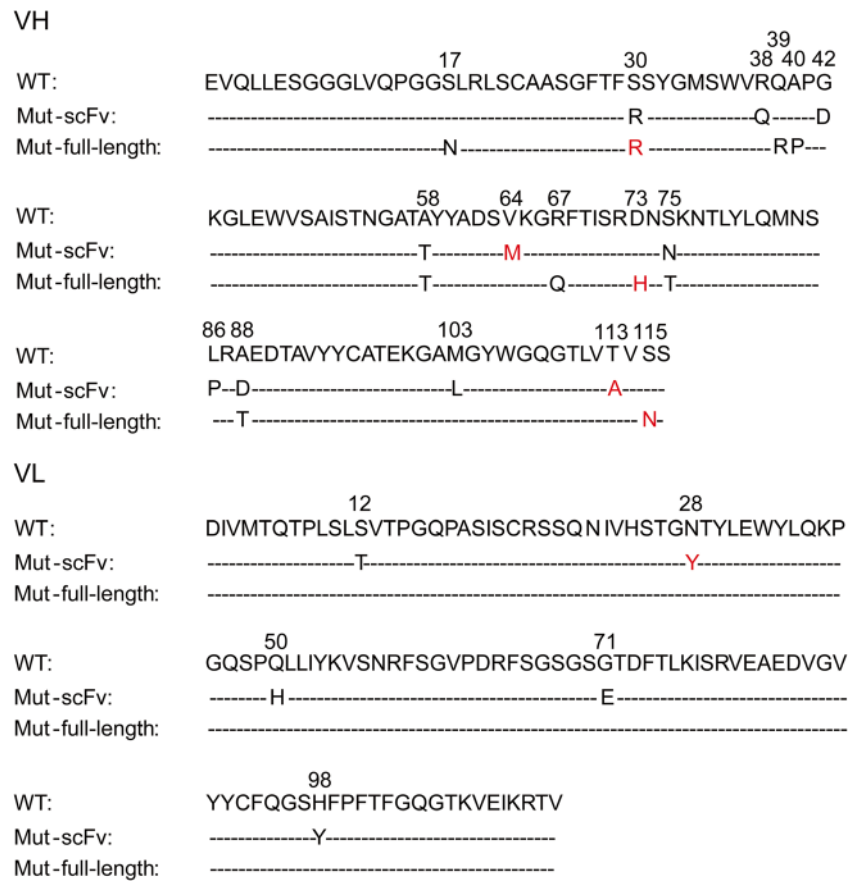 VH
39
17 30 38 40 42
WT: EVQLLESGGGLVQPGGSLRLSCAASGFTFSSYGMSWVRQAPG
Mut-scFv: ------------------------------------------------------R-------------Q------D
Mut-full-length: ------------------------------N---------------------R----------------RP---
58 64 67 73 75
WT: KGLEWVSAISTNGATAYYADSVKGRFTISRDNSKNTLYLQMNS
Mut-scFv: ---------------------------T----------M-------------------N------------------
Mut-full-length: ---------------------------T---------------Q---------H--T------------------
86 88 103 113 115
WT: LRAEDTAVYYCATEKGAMGYWGQGTLVT V SS
Mut-scFv: P--D-------------------------L-------------------A------
Mut-full-length: ---T------------------------------------------------ N-
VL
12 28
WT: DIVMTQTPLSLSVTPGQPASISCRSSQNIVHSTGNTYLEWYLQKP
Mut-scFv: -------------------T-----------------------------------------Y------------------
Mut-full-length: -----------------------------------------------------------------------------------
50 71
WT: GQSPQLLIYKVSNRFSGVPDRFSGSGSGTDFTLKISRVEAEDVGV
Mut-scFv: --------H----------------------------------------E-----------------------------
Mut-full-length: ---------------------------------------------------------------------------------
98
WT: YYCFQGSHFPFTFGQGTKVEIKRTV
Mut-scFv: -------------Y-----------------------------
Mut-full-length: ---------------------------------------------